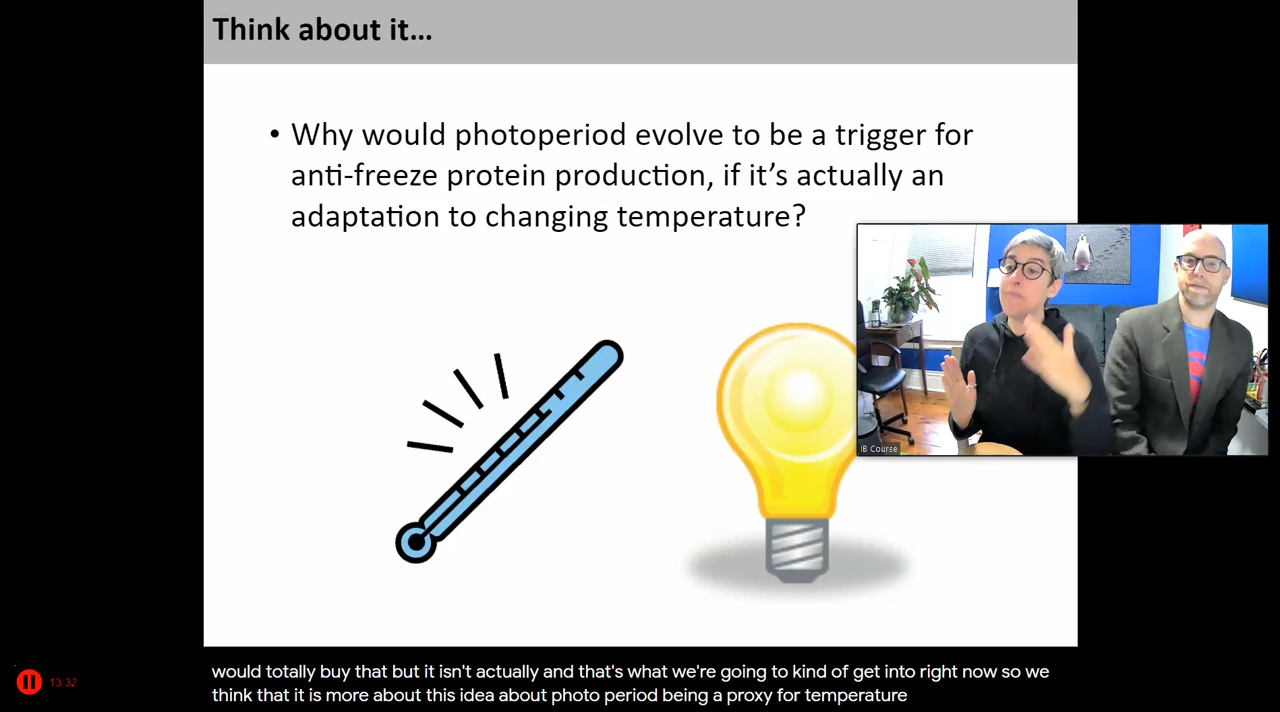 Think about it…
• Why would photoperiod evolve to be a trigger for
anti-freeze protein production, if it’s actually an
adaptation to changing temperature?
IB Course
would totally buy that but it isn't actually and that's what we're going to kind of get into right now so we
13:32
think that it is more about this idea about photo period being a proxy for temperature